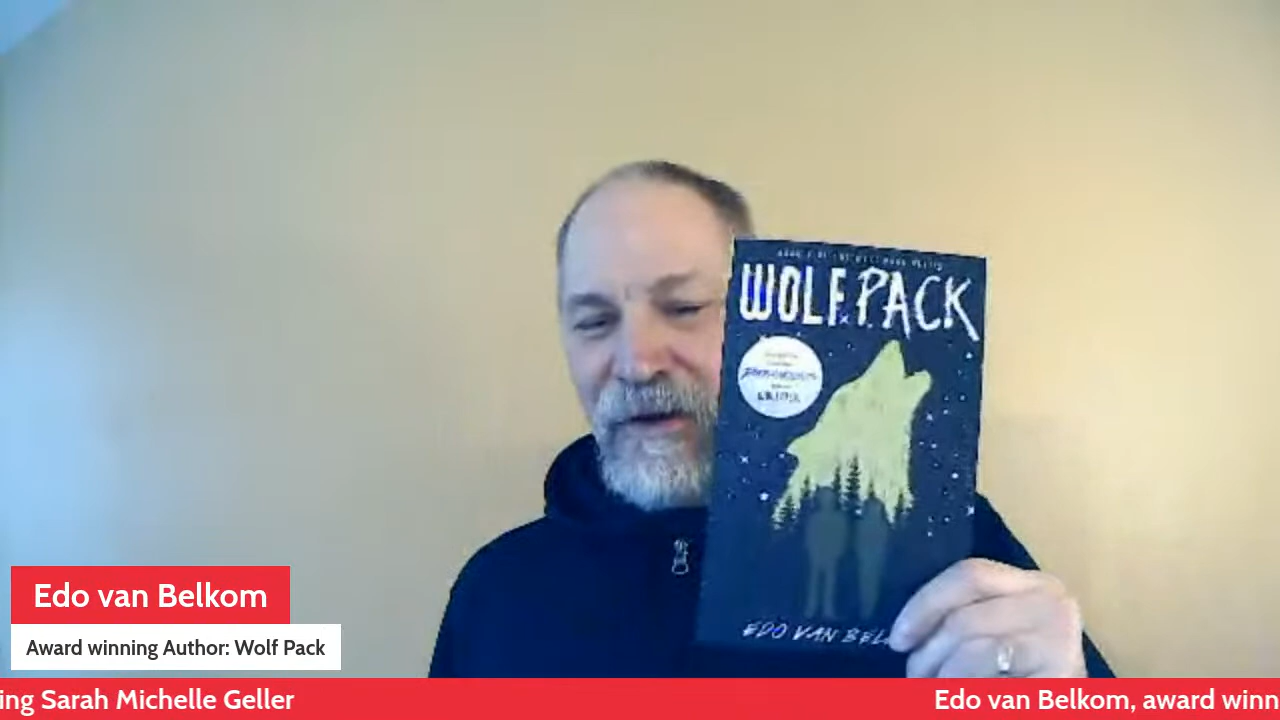 WOLF PACK
EDO VAN BEL
Edo van Belkom
Award winning Author: Wolf Pack
ing Sarah Michelle Geller
Edo van Belkom, award winn